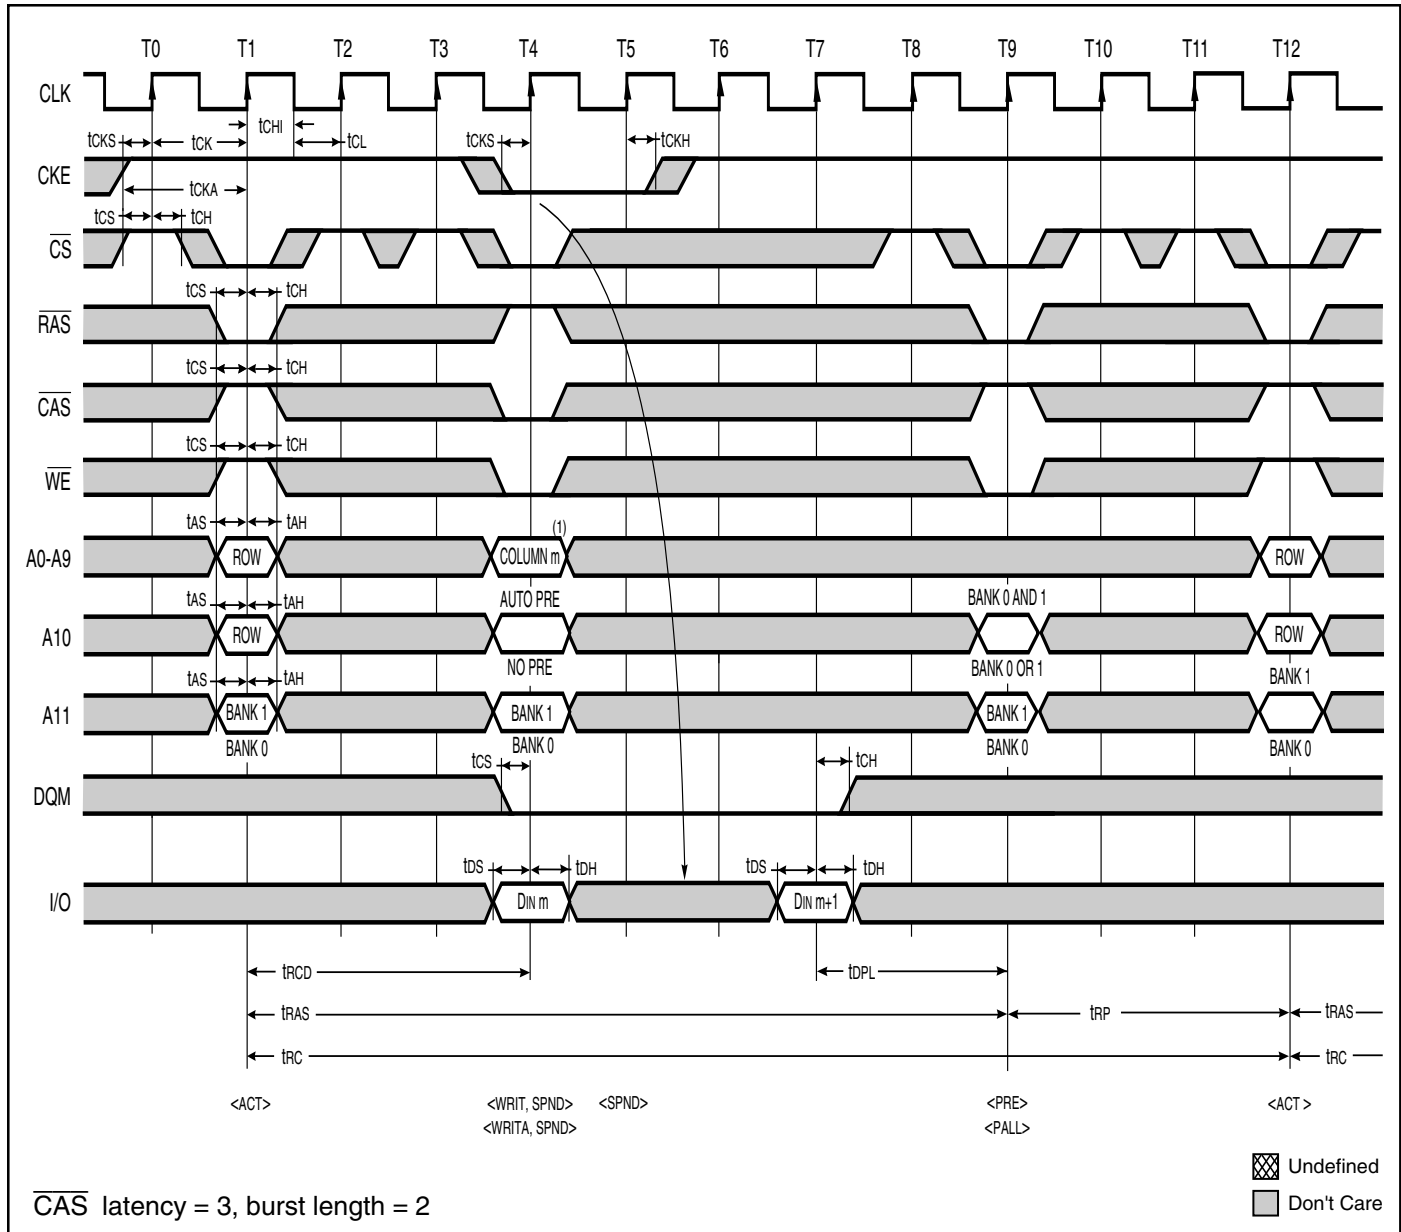 T0 T1 T2 T3 T4 T5 T6 T7 T8 T9 T10 T11 T12
CLK
tCHI
tCKS tCK tCL tCKS tCKH
CKE
tCKA
tCS tCH
CS
tCS tCH
RAS
tCS tCH
CAS
tCS tCH
WE
tAS tAH (1)
A0-A9 ROW COLUMN m ROW
tAS tAH AUTO PRE BANK 0 AND 1
A10 ROW ROW
NO PRE BANK 0 OR 1 BANK 1
tAS tAH
A11 BANK 1 BANK 1 BANK 1
BANK 0 BANK 0 BANK 0 BANK 0
tCS tCH
DQM
tDS tDH tDS tDH
I/O DIN m DIN m+1
tRCD tDPL
tRAS tRP tRAS
tRC tRC
<ACT> <WRIT, SPND> <SPND> <PRE> <ACT >
<WRITA, SPND> <PALL>
Undefined
CAS latency = 3, burst length = 2 Don't Care